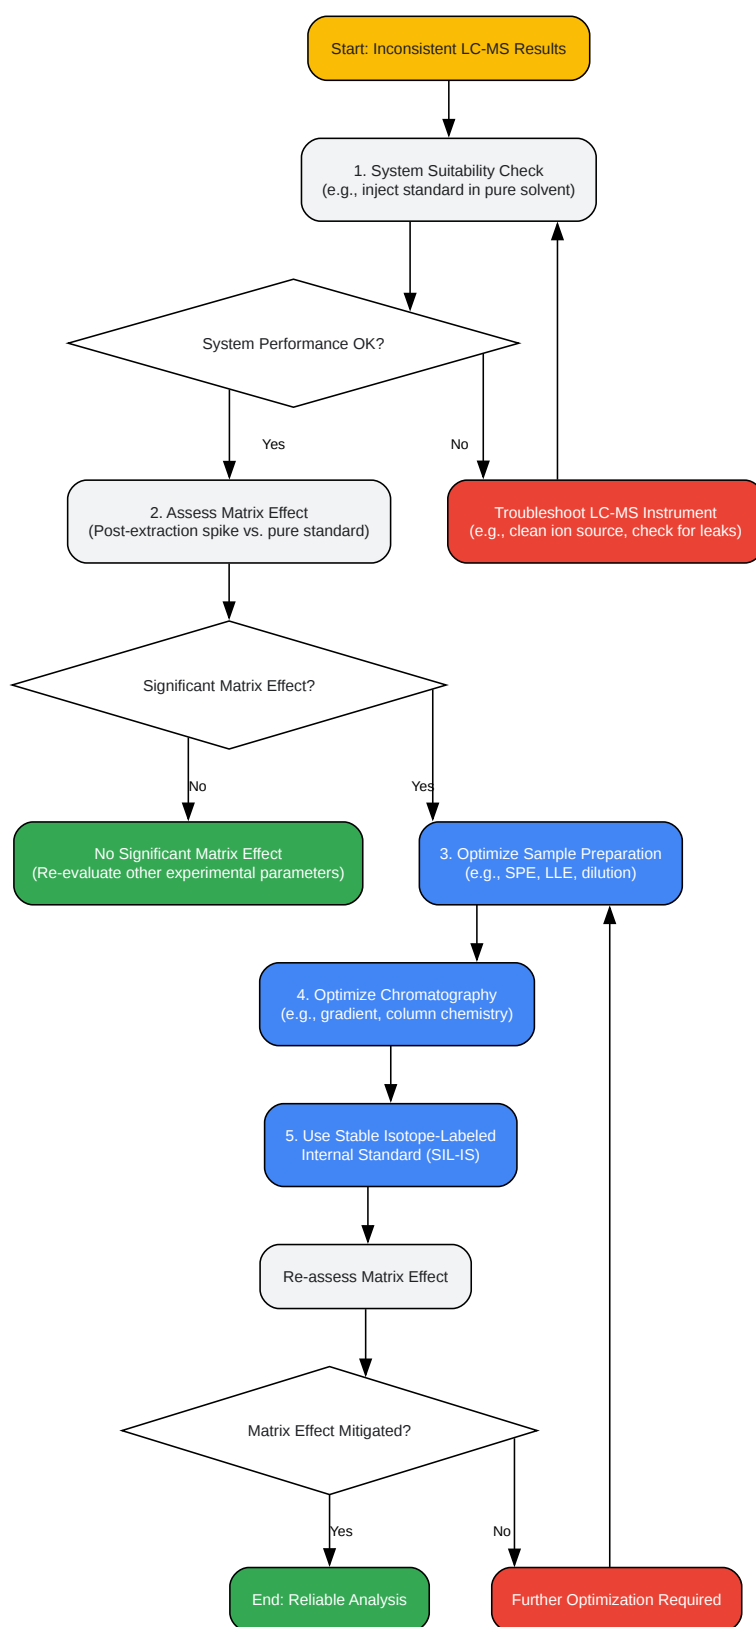 Start: Inconsistent LC-MS Results
1. System Suitability Check
(e.g., inject standard in pure solvent)
System Performance OK?
Yes
No
2. Assess Matrix Effect
(Post-extraction spike vs. pure standard)
Troubleshoot LC-MS Instrument
(e.g., clean ion source, check for leaks)
Significant Matrix Effect?
No
Yes
No Significant Matrix Effect
(Re-evaluate other experimental parameters)
3. Optimize Sample Preparation
(e.g., SPE, LLE, dilution)
4. Optimize Chromatography
(e.g., gradient, column chemistry)
5. Use Stable Isotope-Labeled
Internal Standard (SIL-IS)
Re-assess Matrix Effect
Matrix Effect Mitigated?
Yes
No
End: Reliable Analysis
Further Optimization Required